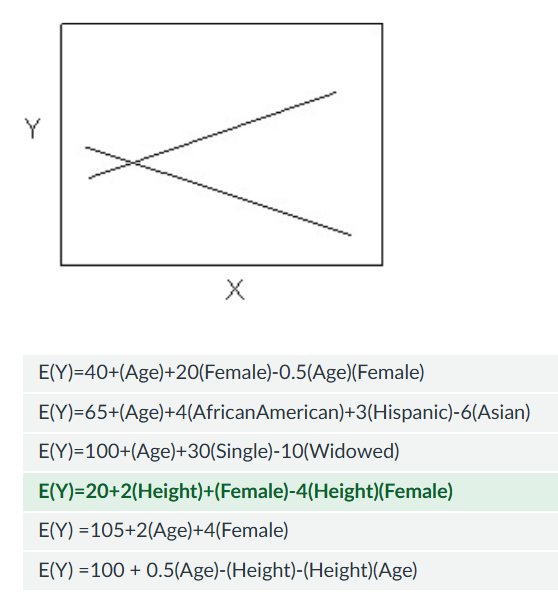 Y
X
E(Y)=40+(Age)+20(Female)-0.5(Age)(Female)
E(Y)=65+(Age)+4(AfricanAmerican)+3(Hispanic)-6(Asian)
E(Y)=100+(Age)+30(Single)-10(Widowed)
E(Y)=20+2(Height)+(Female)-4(Height)(Female)
E(Y) =105+2(Age)+4(Female)
E(Y) =100 + 0.5(Age)-(Height)-(Height)(Age)